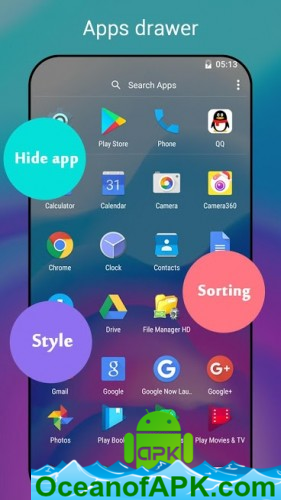 Apps drawer
05:13
Search Apps
Hide app
Play Store
Phone
QQ
Calculator
Calendar
Camera
Camera360
31
Chrome
Clock
Contacts
Sorting
Style
Drive
File Manager HD
Gmail
Google
Google Now Lau..
Google+
Photos
Play Boo
Play Movies & TV
apk
OceanofAPK.com